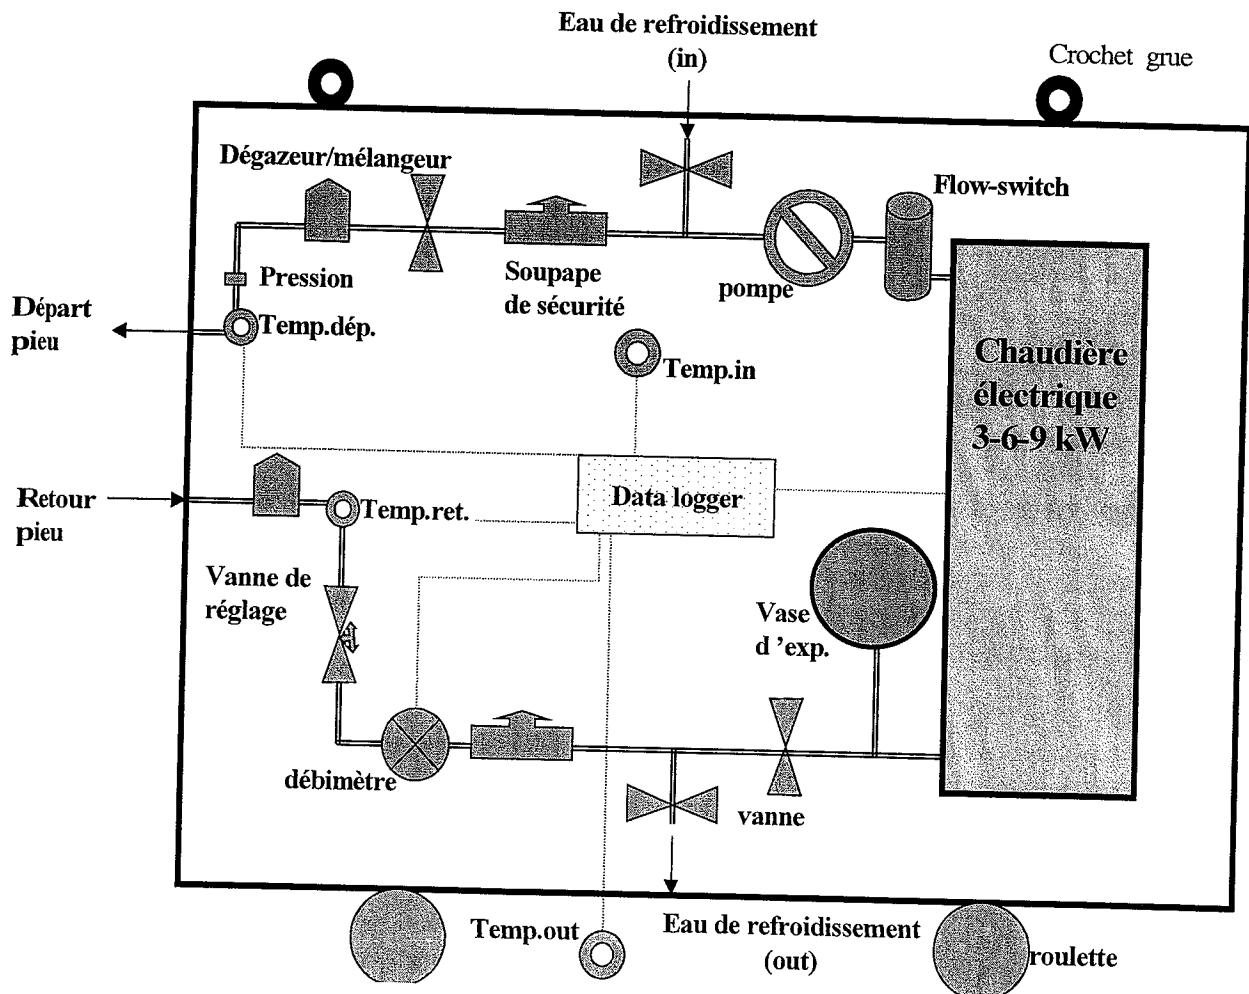 Eau de refroidissement
(in)
Crochet grue
Dégazeur/mélangeur
Flow-switch
Pression
Soupape
de sécurité
pompe
Départ
pieu
Temp.dép.
Temp.in
Chaudière
électrique
3-6-9 kW
Retour
pieu
Temp.ret.
Data logger
Vanne de
réglage
Vase
d ’exp.
débimètre
vanne
Temp.out
Eau de refroidissement
(out)
roulette